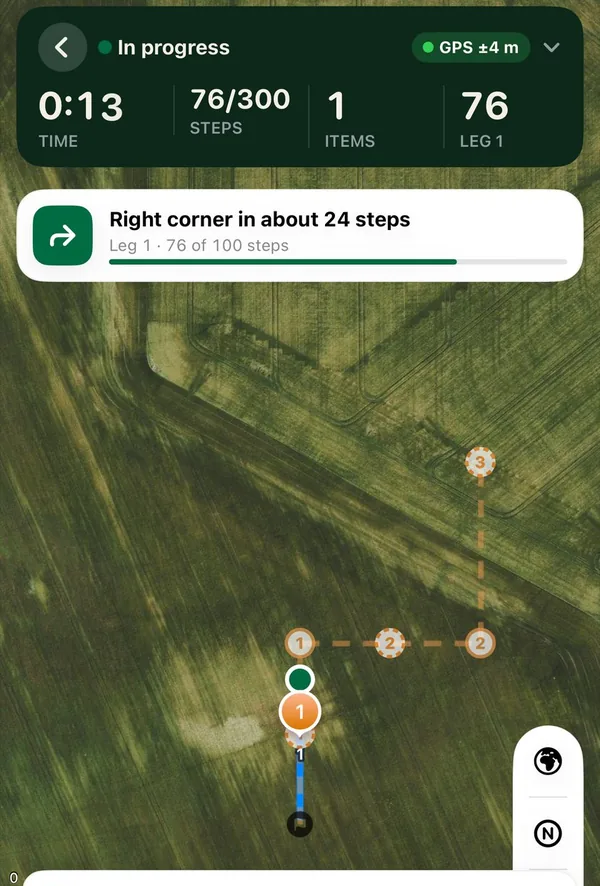 In progress
GPS ±4 m
0:13
76/300
1
76
TIME
STEPS
ITEMS
LEG 1
Right corner in about 24 steps
Leg 1 · 76 of 100 steps
3
1
2
2
1
1
N
0